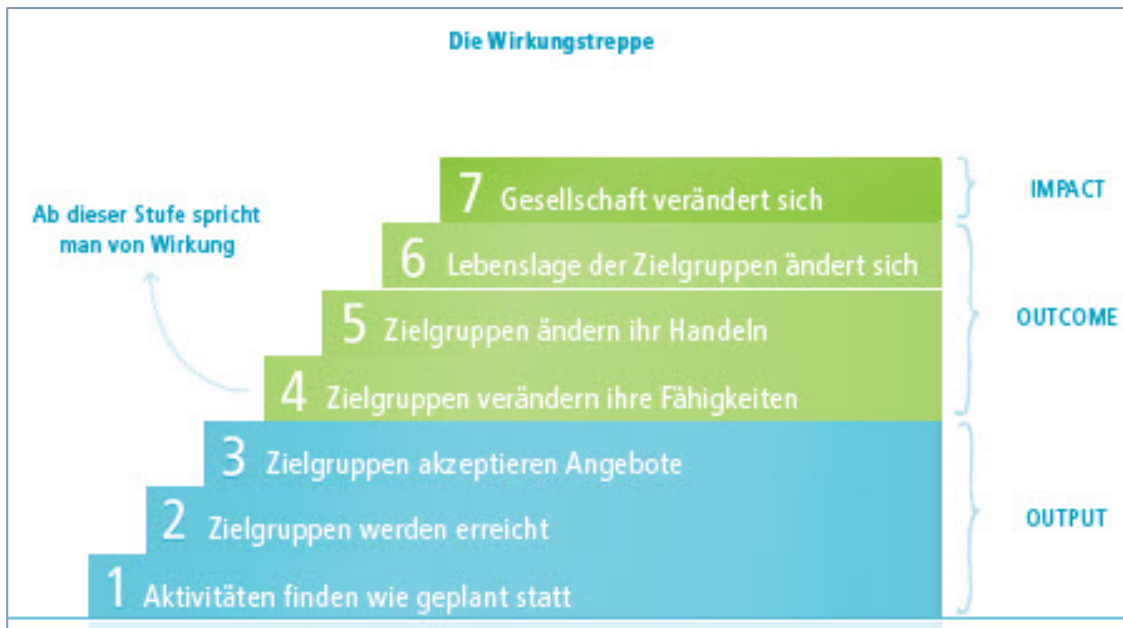 Die Wirkungstreppe
7 Gesellschaft verändert sich
IMPACT
Ab dieser Stufe spricht
man von Wirkung
6 Lebenslage der Zielgruppen ändert sich
5 Zielgruppen ändern ihr Handeln
OUTCOME
4 Zielgruppen verändern ihre Fähigkeiten
3 Zielgruppen akzeptieren Angebote
2 Zielgruppen werden erreicht
OUTPUT
1 Aktivitäten finden wie geplant statt